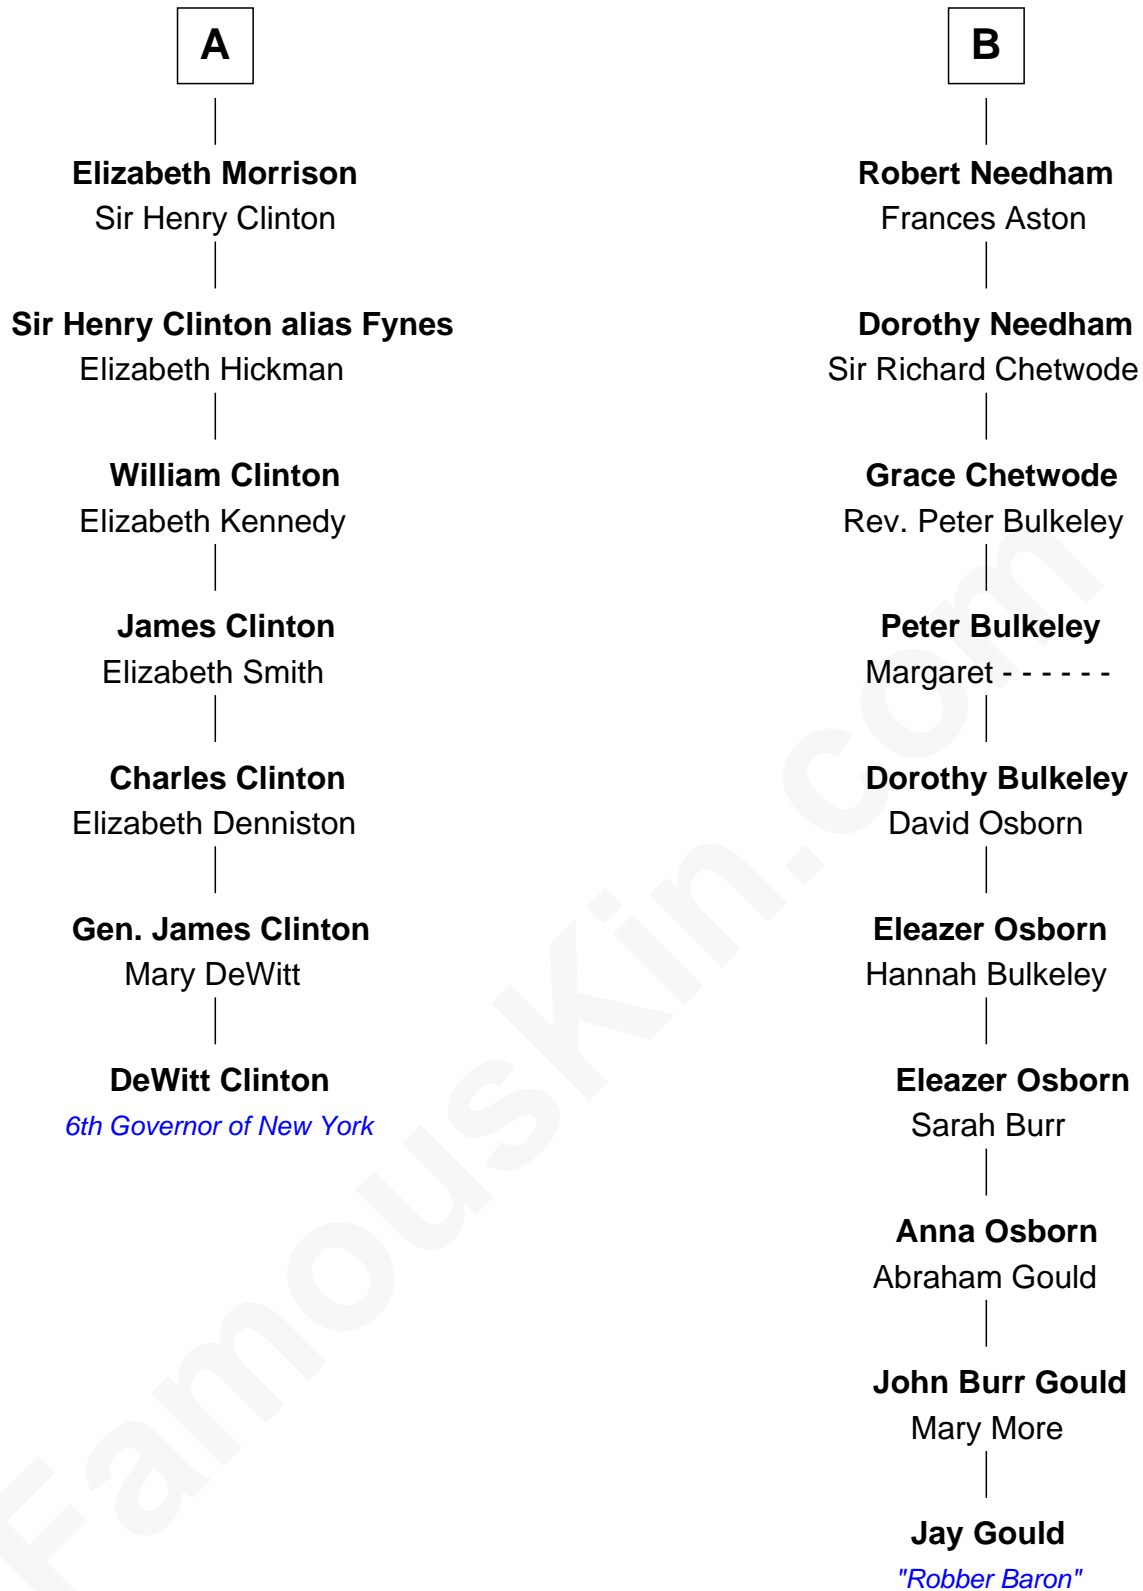 A
Elizabeth Morrison
Sir Henry Clinton
Sir Henry Clinton alias Fynes
Elizabeth Hickman
William Clinton
Elizabeth Kennedy
James Clinton
Elizabeth Smith
Charles Clinton
Elizabeth Denniston
Gen. James Clinton
Mary DeWitt
DeWitt Clinton
6th Governor of New York
B
Robert Needham
Frances Aston
Dorothy Needham
Sir Richard Chetwode
Grace Chetwode
Rev. Peter Bulkeley
Peter Bulkeley
Margaret - - - - - -
Dorothy Bulkeley
David Osborn
Eleazer Osborn
Hannah Bulkeley
Eleazer Osborn
Sarah Burr
Anna Osborn
Abraham Gould
John Burr Gould
Mary More
Jay Gould
"Robber Baron"
FamousKin.com